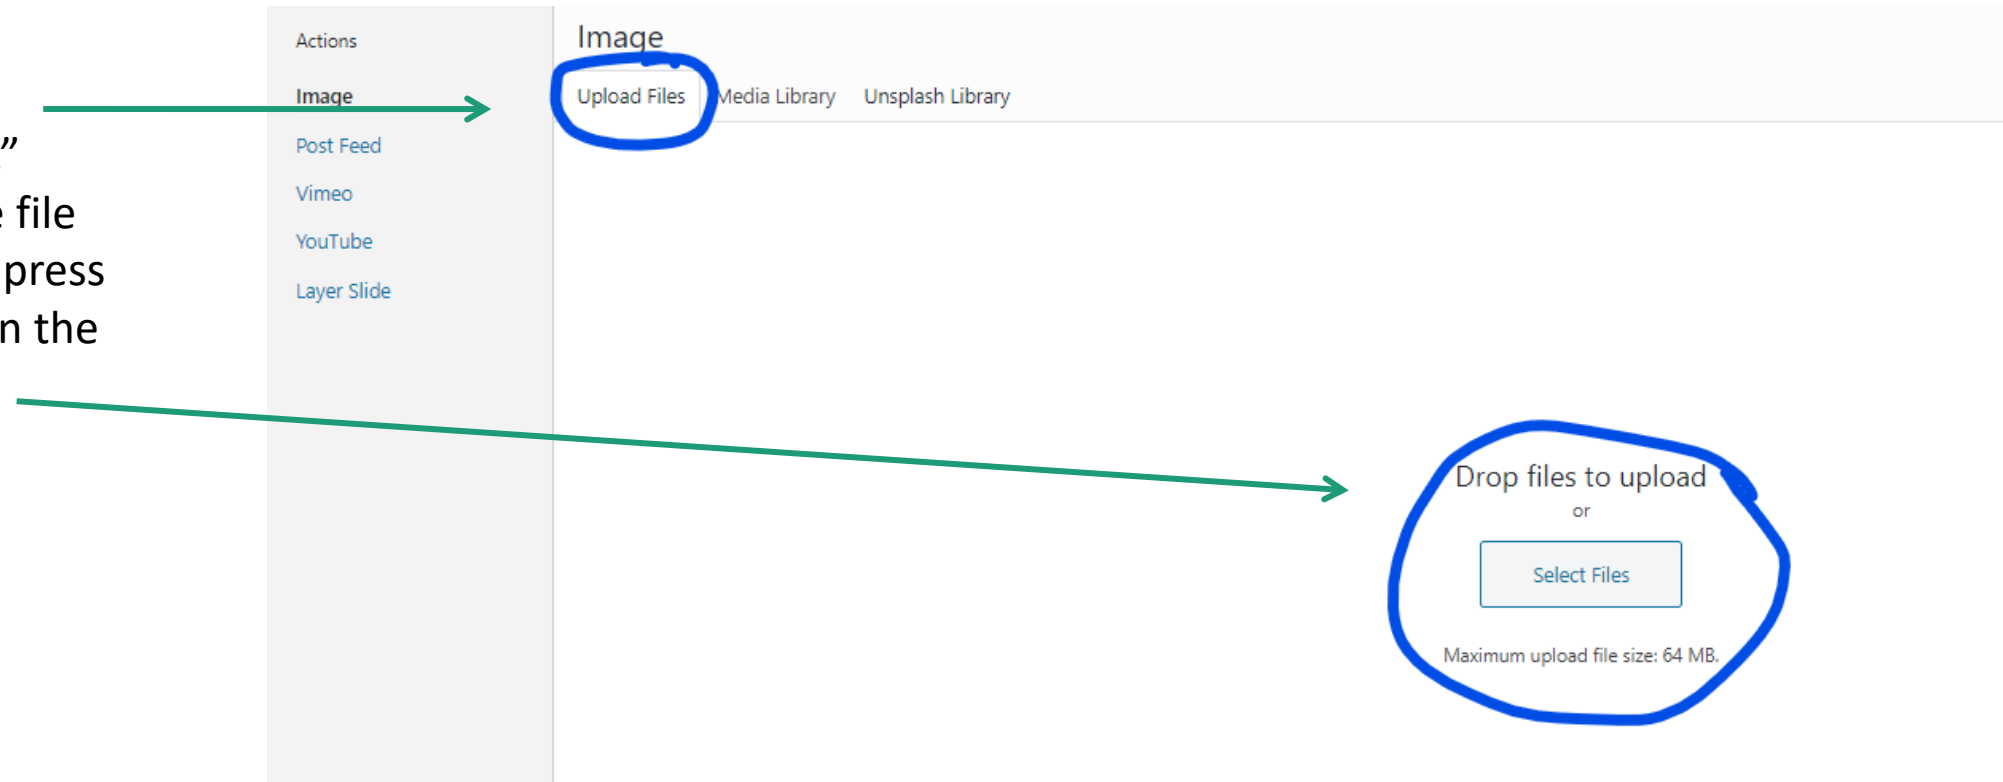 ”
file
press
n the
Actions
Image
Post Feed
Vimeo
YouTube
Layer Slide
Image
Upload Files Media Library Unsplash Library
Drop files to upload
or
Select Files
Maximum upload file size: 64 MB.